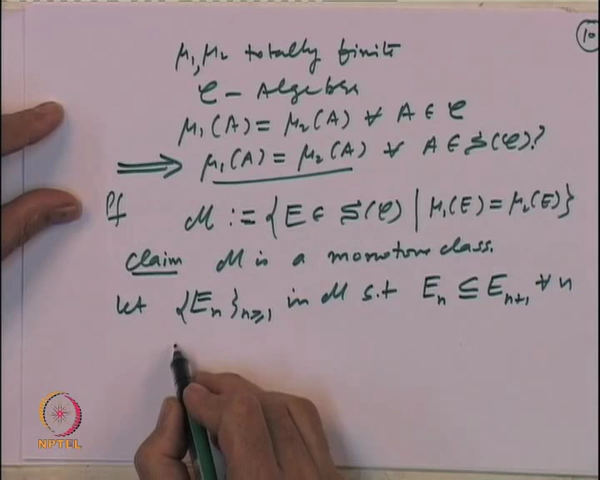 10
μ₁, μ₂ totally finite
𝒞 - Algebra
μ₁(A) = μ₂(A) ∀ A ∈ 𝒞
⟹ μ₁(A) = μ₂(A) ∀ A ∈ S(𝒞)?
Pf M := {E ∈ S(𝒞) | μ₁(E) = μ₂(E)}
Claim M is a monotone class.
Let {Eₙ}ₙ≥₁ in M s.t Eₙ ⊆ Eₙ₊₁ ∀ n
NPTEL